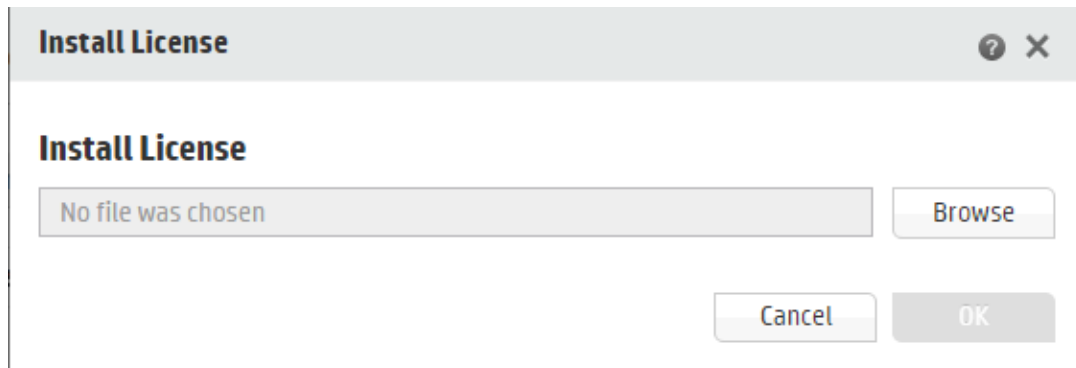 Install License
Install License
No file was chosen
Browse
Cancel
OK